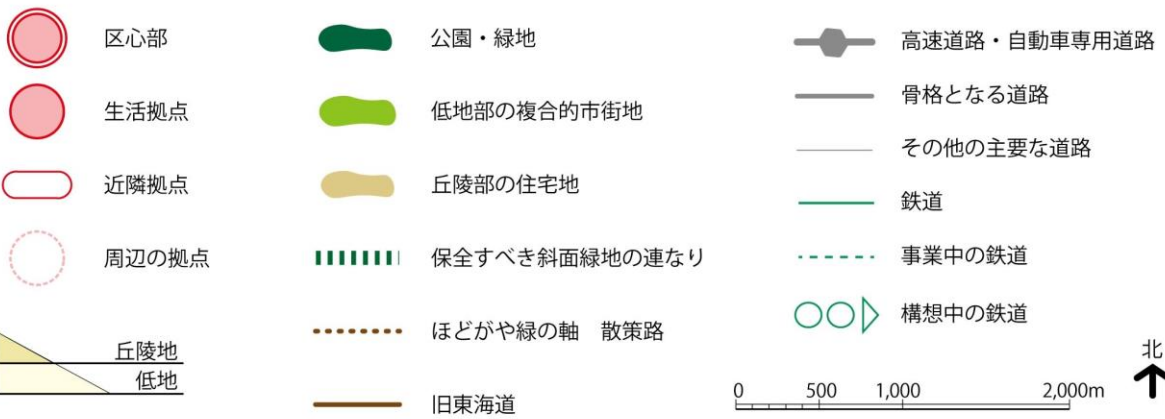 区心部
生活拠点
近隣拠点
周辺の拠点
丘陵地
低地
公園・緑地
低地部の複合的市街地
丘陵部の住宅地
保全すべき斜面緑地の連なり
ほどがや緑の軸　散策路
旧東海道
高速道路・自動車専用道路
骨格となる道路
その他の主要な道路
鉄道
事業中の鉄道
構想中の鉄道
0 500 1,000 2,000m
北